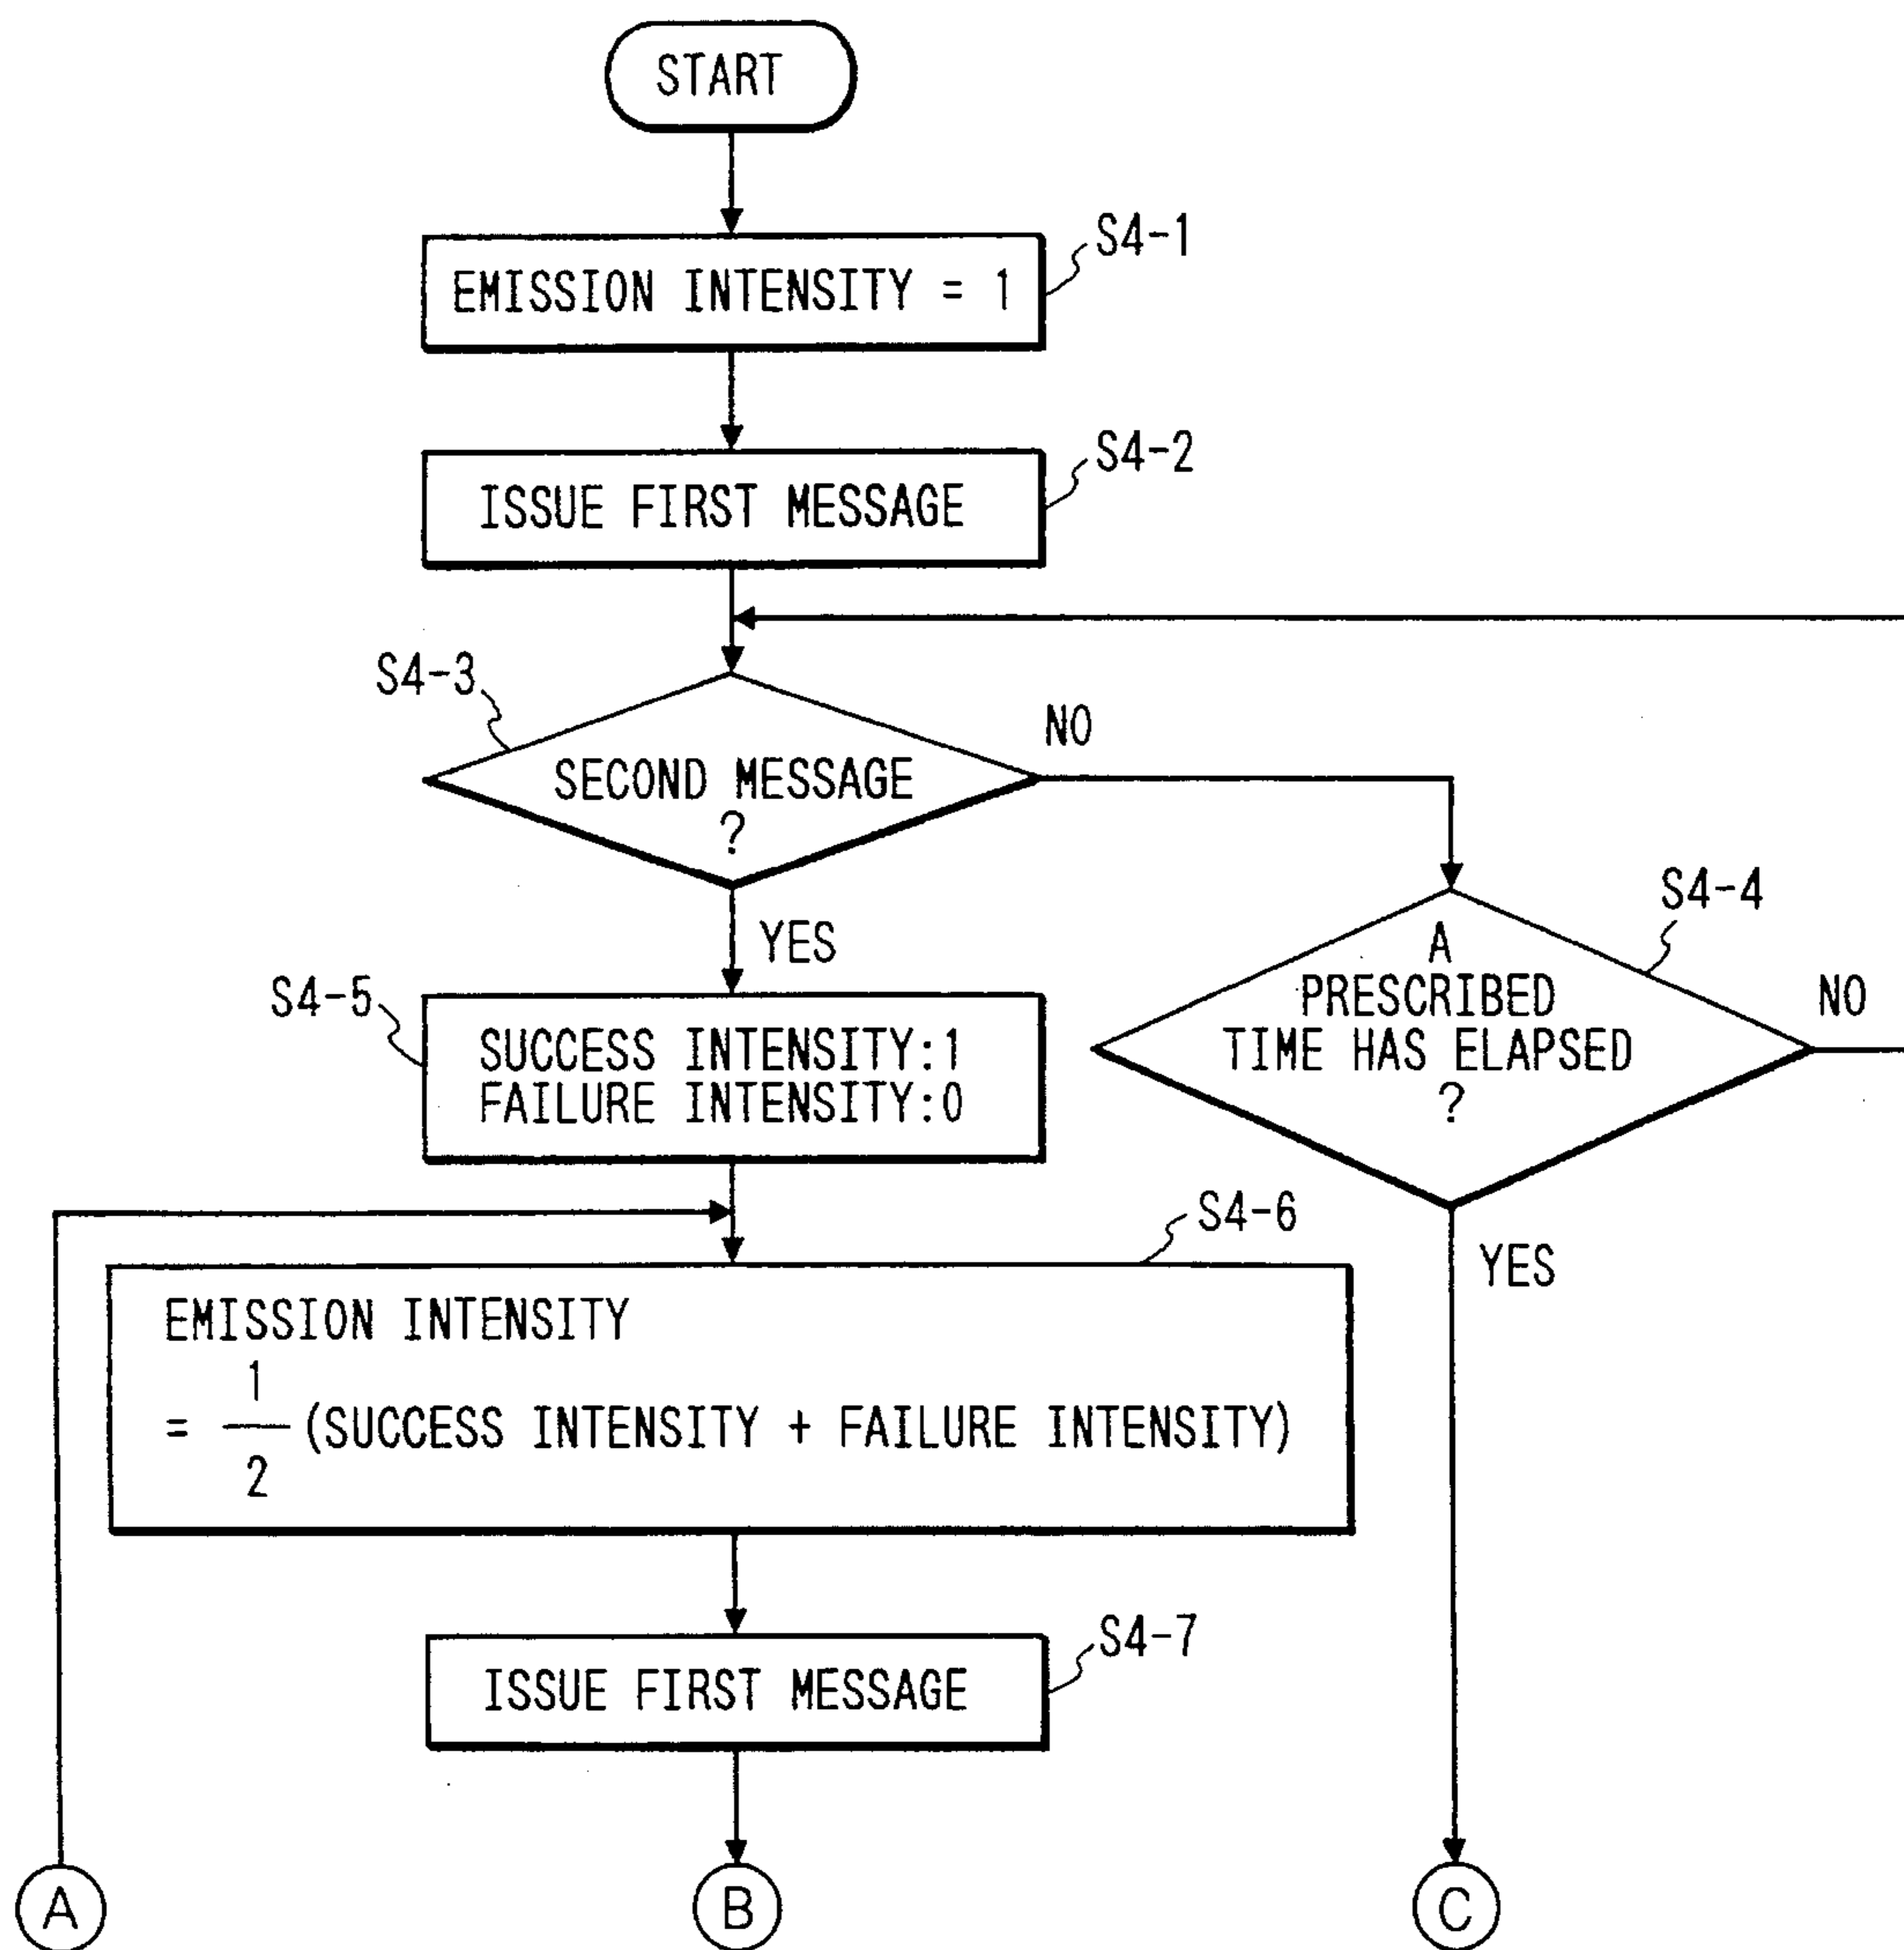 START
EMISSION INTENSITY = 1
S4-1
ISSUE FIRST MESSAGE
S4-2
S4-3
SECOND MESSAGE
?
NO
YES
S4-4
A
PRESCRIBED
TIME HAS ELAPSED
?
NO
YES
S4-5
SUCCESS INTENSITY:1
FAILURE INTENSITY:0
S4-6
EMISSION INTENSITY
= 1/2 (SUCCESS INTENSITY + FAILURE INTENSITY)
S4-7
ISSUE FIRST MESSAGE
A
B
C